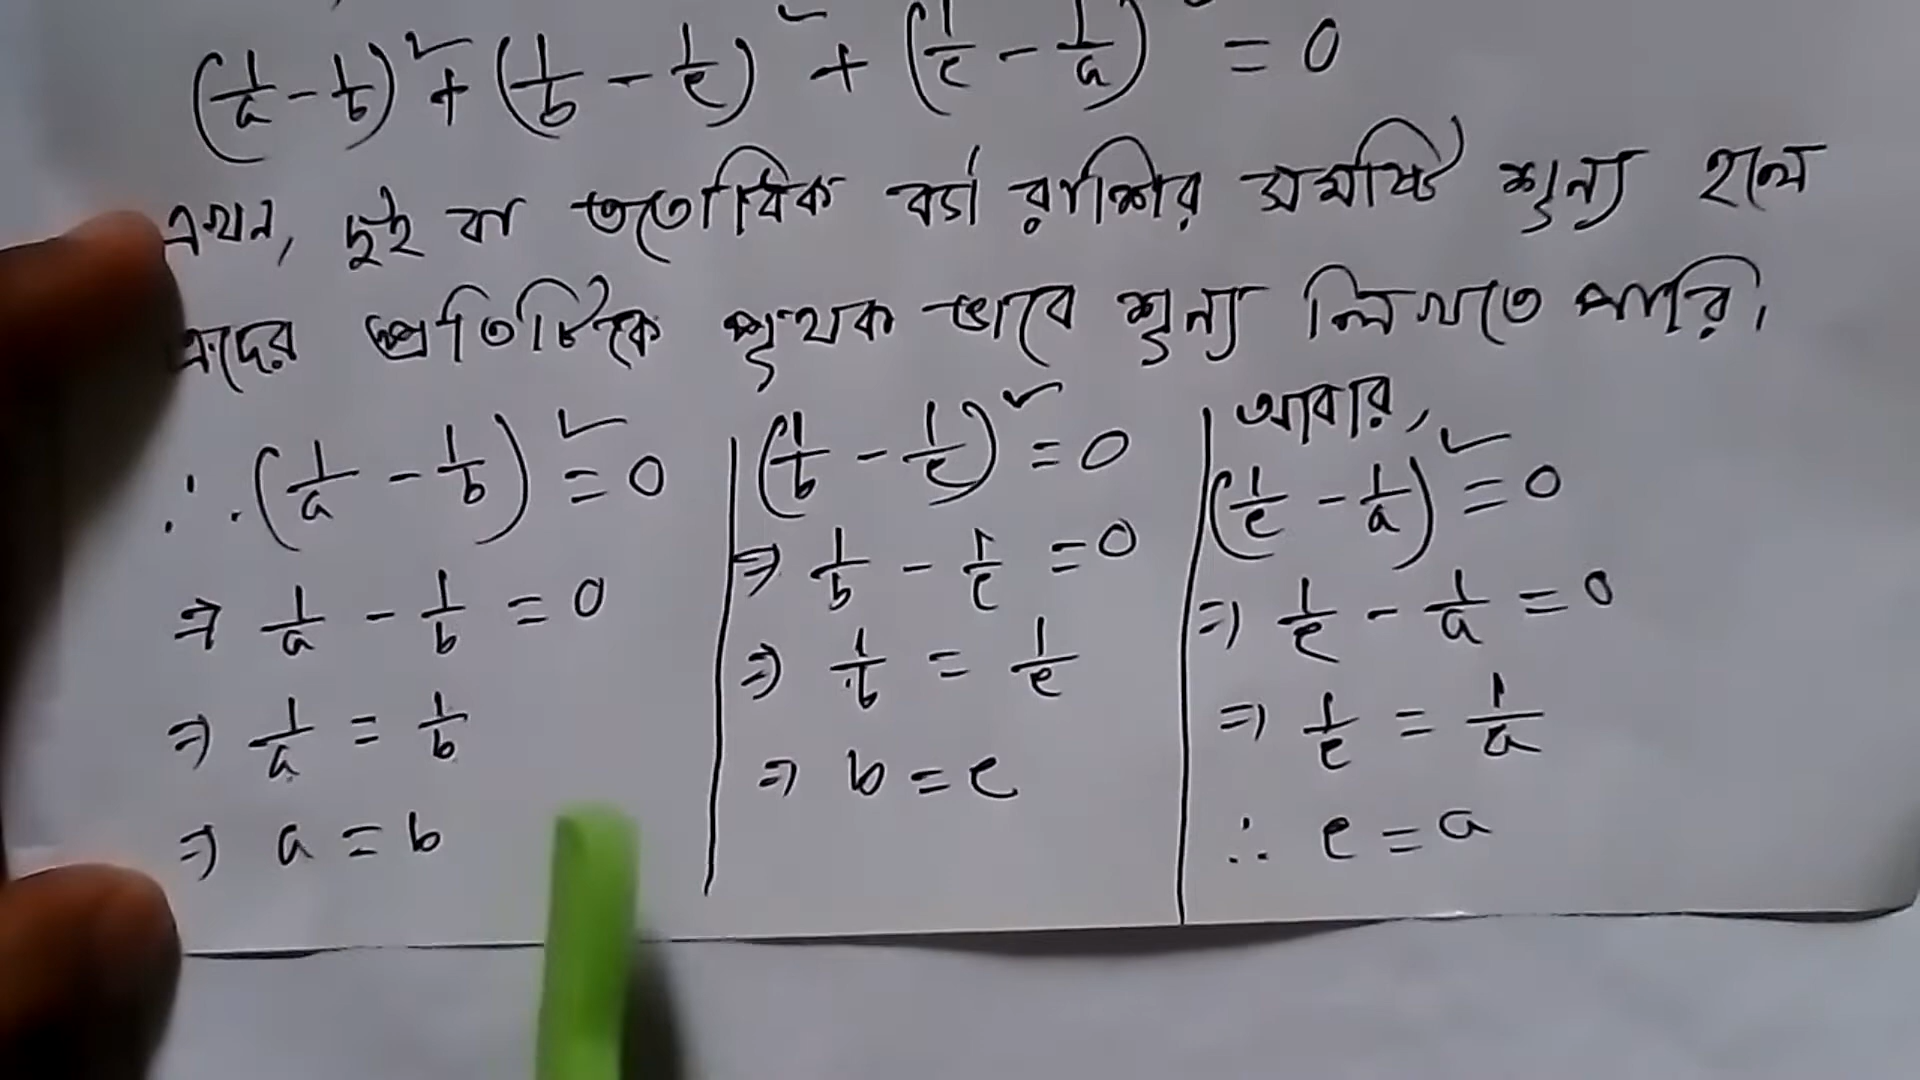 (1/a - 1/b)² + (1/b - 1/c)² + (1/c - 1/a)² = 0
এখন, দুই বা ততোধিক বর্গ রাশির সমষ্টি শূন্য হলে
এদের প্রতিটিকে পৃথক ভাবে শূন্য লিখতে পারি।
∴ (1/a - 1/b)² = 0
⇒ 1/a - 1/b = 0
⇒ 1/a = 1/b
⇒ a = b
(1/b - 1/c)² = 0
⇒ 1/b - 1/c = 0
⇒ 1/b = 1/c
⇒ b = c
আবার,
(1/c - 1/a)² = 0
⇒ 1/c - 1/a = 0
⇒ 1/c = 1/a
∴ c = a